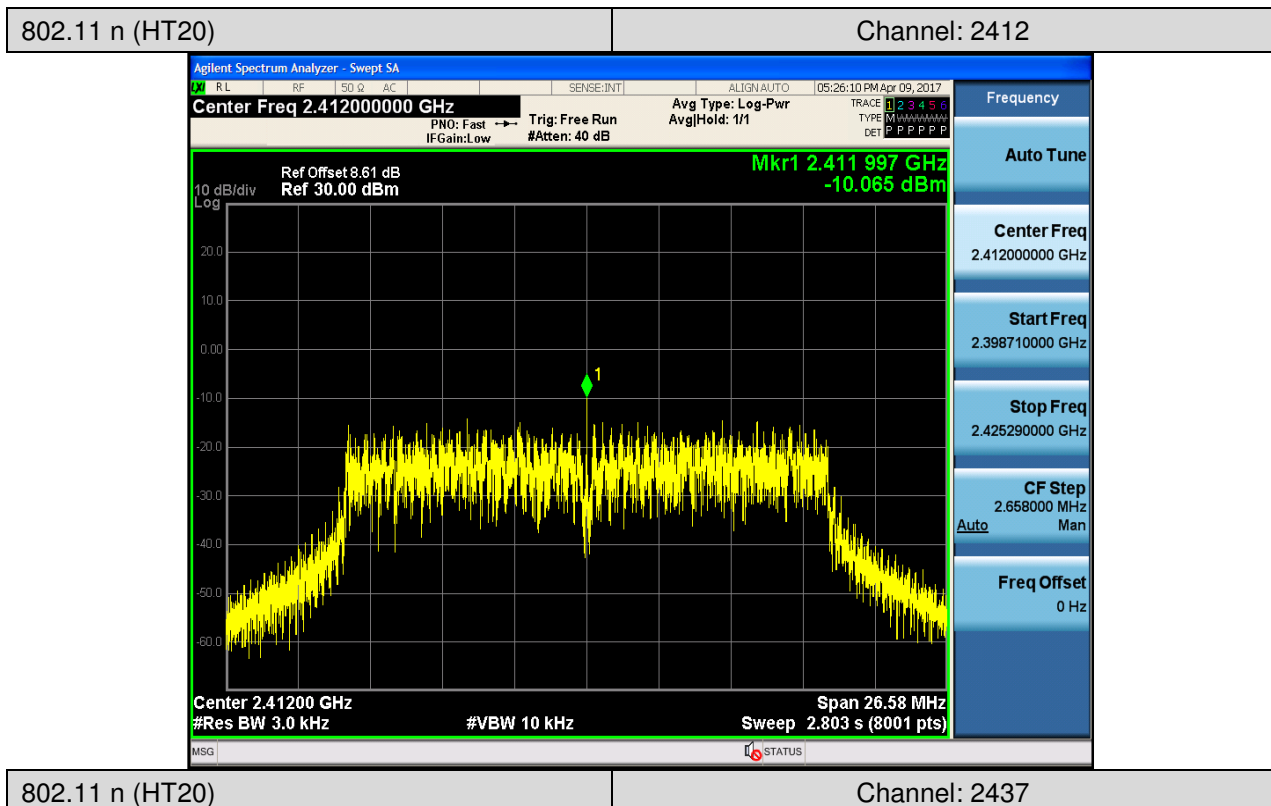 802.11 n (HT20) Channel: 2412
Agilent Spectrum Analyzer - Swept SA
LXI RL RF 50 Ω AC SENSE:INT ALIGN AUTO 05:26:10 PM Apr 09, 2017
Center Freq 2.412000000 GHz
PNO: Fast
IFGain:Low
Trig: Free Run
#Atten: 40 dB
Avg Type: Log-Pwr
Avg|Hold: 1/1
TRACE 1 2 3 4 5 6
TYPE M WWWWW
DET P P P P P P
Mkr1 2.411 997 GHz
-10.065 dBm
Ref Offset 8.61 dB
10 dB/div Ref 30.00 dBm
Log
20.0
10.0
0.00
-10.0
-20.0
-30.0
-40.0
-50.0
-60.0
1
Center 2.41200 GHz Span 26.58 MHz
#Res BW 3.0 kHz #VBW 10 kHz Sweep 2.803 s (8001 pts)
MSG STATUS
Frequency
Auto Tune
Center Freq
2.412000000 GHz
Start Freq
2.398710000 GHz
Stop Freq
2.425290000 GHz
CF Step
2.658000 MHz
Auto Man
Freq Offset
0 Hz
802.11 n (HT20) Channel: 2437